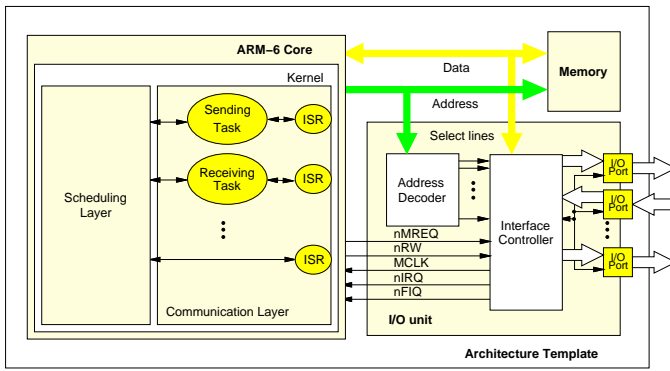 ARM–6 Core
Kernel
Scheduling
Layer
Sending
Task
ISR
Receiving
Task
ISR
ISR
Communication Layer
Data
Address
Memory
Select lines
Address
Decoder
Interface
Controller
I/O
Port
I/O
Port
I/O
Port
nMREQ
nRW
MCLK
nIRQ
nFIQ
I/O unit
Architecture Template